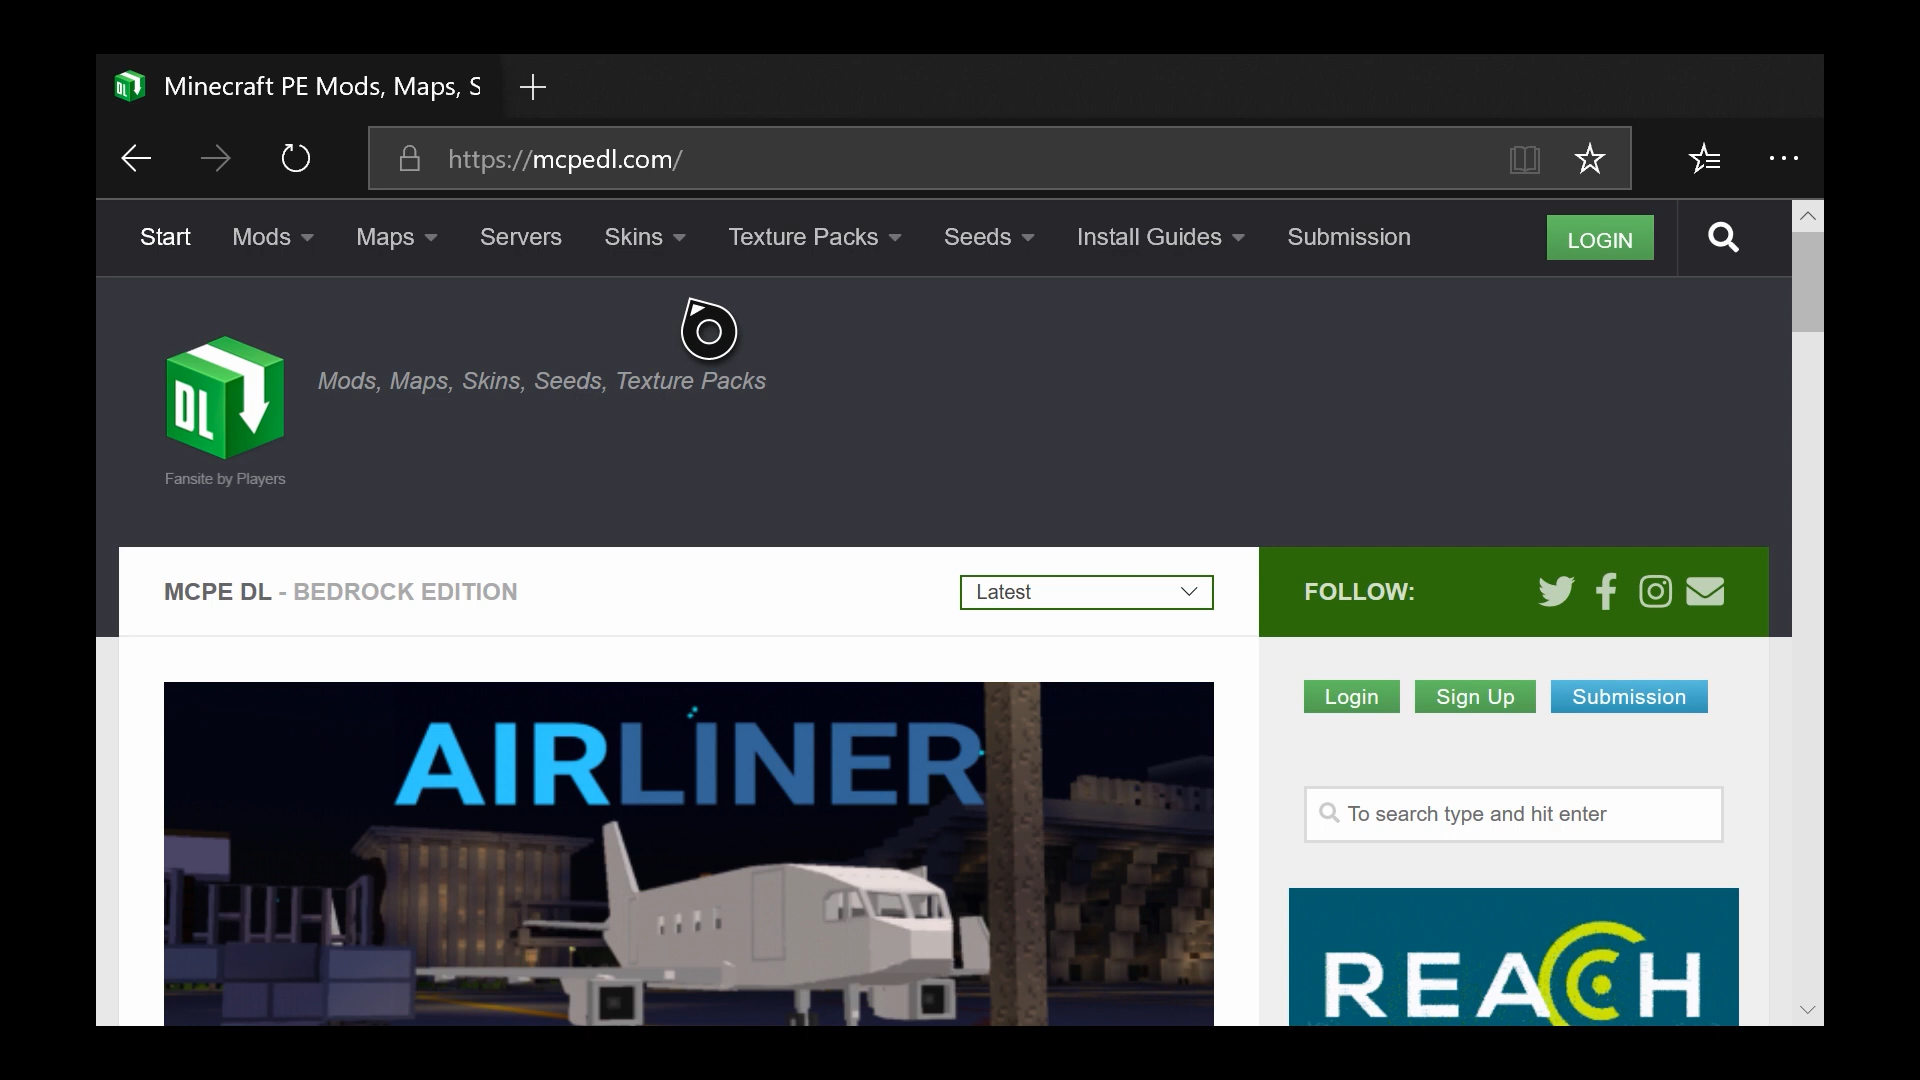 Minecraft PE Mods, Maps, S
https://mcpedl.com/
Start Mods Maps Servers Skins Texture Packs Seeds Install Guides Submission LOGIN
DL
Mods, Maps, Skins, Seeds, Texture Packs
Fansite by Players
MCPE DL - BEDROCK EDITION
Latest
FOLLOW:
AIRLINER
Login Sign Up Submission
To search type and hit enter
REACH